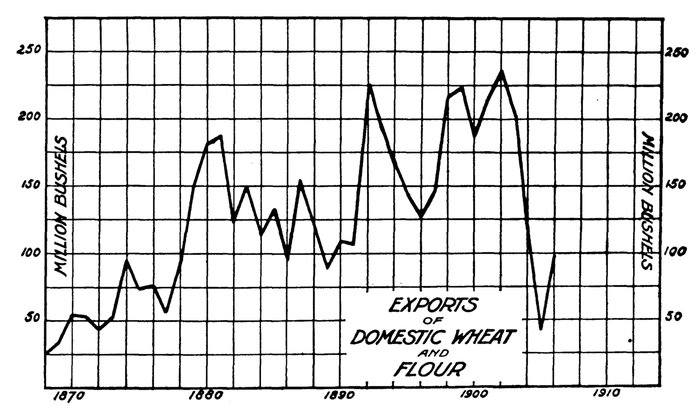 250
200
150
100
50
MILLION BUSHELS
250
200
150
100
50
MILLION BUSHELS
EXPORTS
OF
DOMESTIC WHEAT
AND
FLOUR
1870
1880
1890
1900
1910